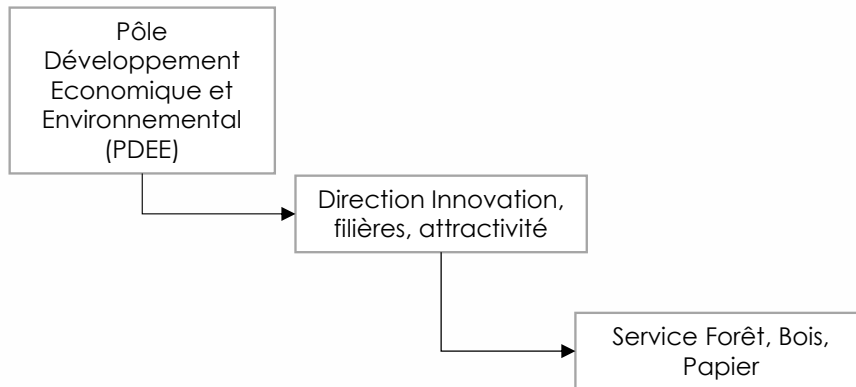 Pôle
Développement
Economique et
Environnemental
(PDEE)
Direction Innovation,
filières, attractivité
Service Forêt, Bois,
Papier